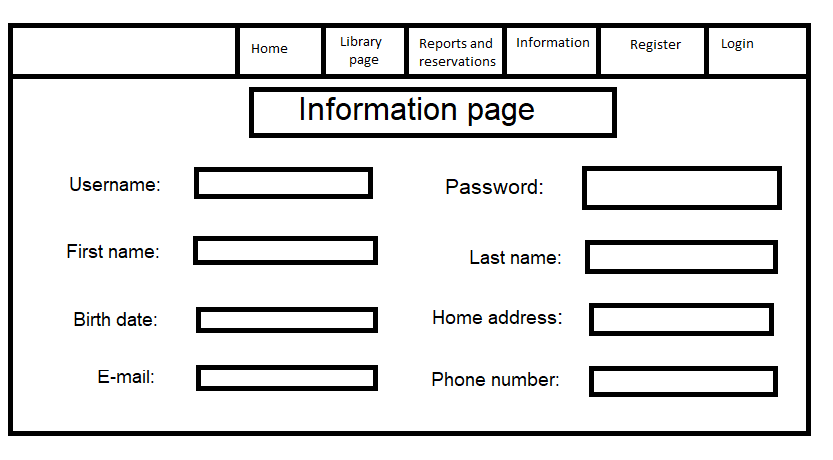 Home
Library
page
Reports and
reservations
Information
Register
Login
Information page
Username:
Password:
First name:
Last name:
Birth date:
Home address:
E-mail:
Phone number: